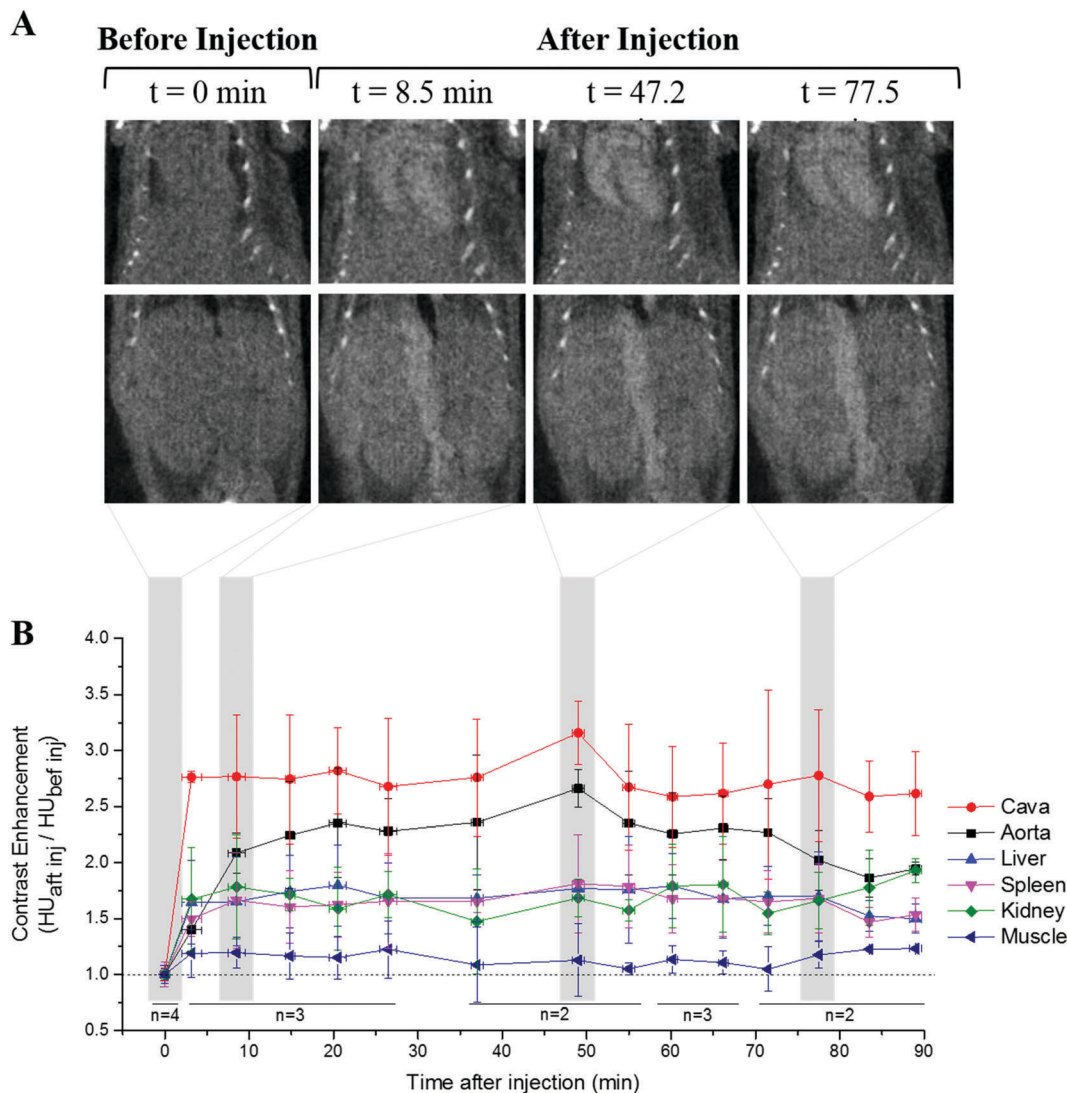 A
Before Injection
After Injection
t = 0 min
t = 8.5 min
t = 47.2
t = 77.5
B
Contrast Enhancement
(HUaft inj / HUbef inj)
4.0
3.5
3.0
2.5
2.0
1.5
1.0
0.5
n=4
n=3
n=2
n=3
n=2
0
10
20
30
40
50
60
70
80
90
Time after injection (min)
Cava
Aorta
Liver
Spleen
Kidney
Muscle